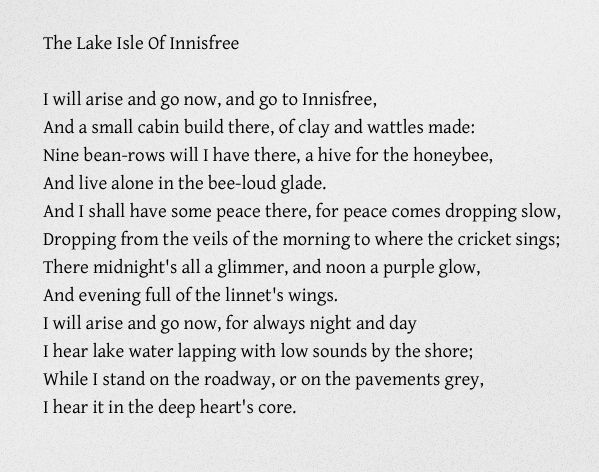 The Lake Isle Of Innisfree
I will arise and go now, and go to Innisfree,
And a small cabin build there, of clay and wattles made:
Nine bean-rows will I have there, a hive for the honeybee,
And live alone in the bee-loud glade.
And I shall have some peace there, for peace comes dropping slow,
Dropping from the veils of the morning to where the cricket sings;
There midnight's all a glimmer, and noon a purple glow,
And evening full of the linnet's wings.
I will arise and go now, for always night and day
I hear lake water lapping with low sounds by the shore;
While I stand on the roadway, or on the pavements grey,
I hear it in the deep heart's core.